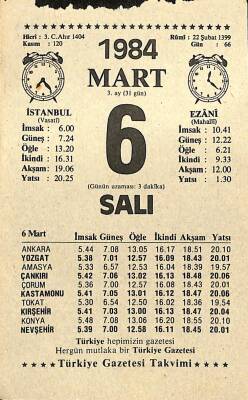 Hicrî : 3. C.Ahır 1404
Kasım : 120
Rûmî : 22 Şubat 1399
Gün : 66
1984
MART
3. ay (31 gün)
6
İSTANBUL
(Vasatî)
İmsak : 6.00
Güneş : 7.24
Öğle : 13.20
İkindi : 16.31
Akşam : 19.06
Yatsı : 20.25
EZANİ
(Mahallî)
İmsak : 10.41
Güneş : 12.22
Öğle : 6.21
İkindi : 9.33
Akşam : 12.00
Yatsı : 1.30
(Günün uzaması: 3 dakika)
SALI
6 Mart İmsak Güneş Öğle İkindi Akşam Yatsı
ANKARA 5.44 7.08 13.05 16.17 18.51 20.10
YOZGAT 5.38 7.01 12.57 16.09 18.43 20.01
AMASYA 5.33 6.57 12.53 16.04 18.39 19.57
ÇANKIRI 5.42 7.06 13.02 16.13 18.48 20.06
ÇORUM 5.36 7.00 12.57 16.08 18.42 20.01
KASTAMONU 5.41 7.05 13.01 16.12 18.47 20.06
TOKAT 5.30 6.54 12.50 16.02 18.36 19.54
KIRŞEHİR 5.41 7.03 13.00 16.13 18.47 20.04
KONYA 5.48 7.08 13.06 16.20 18.55 20.10
NEVŞEHİR 5.39 7.00 12.58 16.11 18.45 20.01
Türkiye hepimizin gazetesi
Hergün mutlaka bir Türkiye Gazetesi
★★★★ Türkiye Gazetesi Takvimi ★★★★